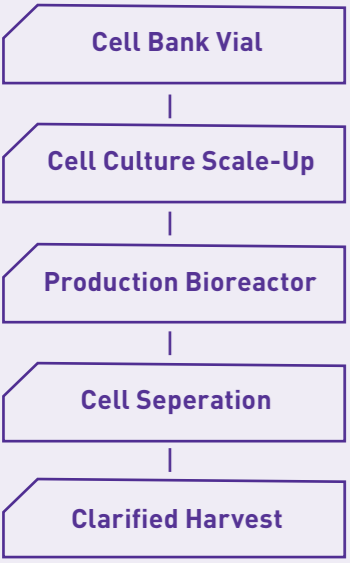 Cell Bank Vial
Cell Culture Scale-Up
Production Bioreactor
Cell Seperation
Clarified Harvest